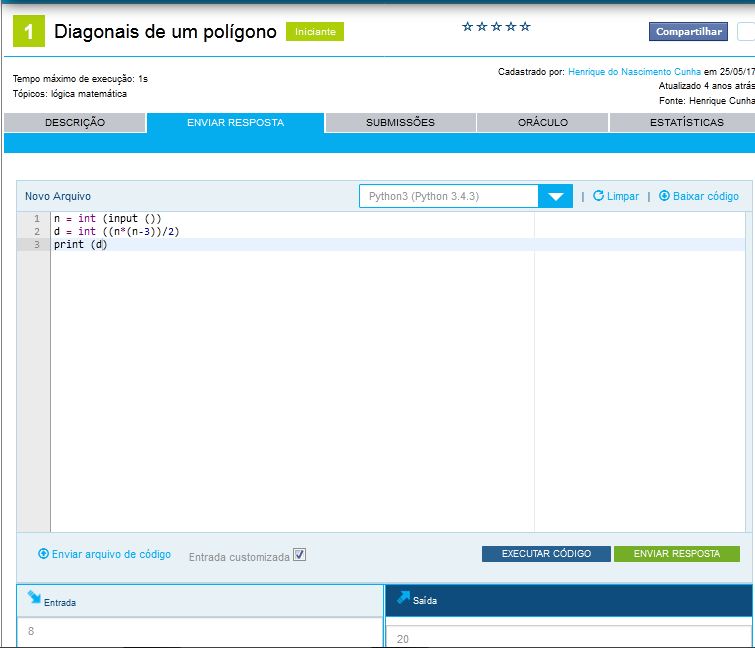 1 Diagonais de um polígono Iniciante
Compartilhar
Tempo máximo de execução: 1s
Tópicos: lógica matemática
Cadastrado por: Henrique do Nascimento Cunha em 25/05/17
Atualizado 4 anos atrás
Fonte: Henrique Cunha
DESCRIÇÃO ENVIAR RESPOSTA SUBMISSÕES ORÁCULO ESTATÍSTICAS
Novo Arquivo Python3 (Python 3.4.3) | Limpar | Baixar código
1 n = int (input ())
2 d = int ((n*(n-3))/2)
3 print (d)
Enviar arquivo de código Entrada customizada EXECUTAR CÓDIGO ENVIAR RESPOSTA
Entrada Saída
8 20